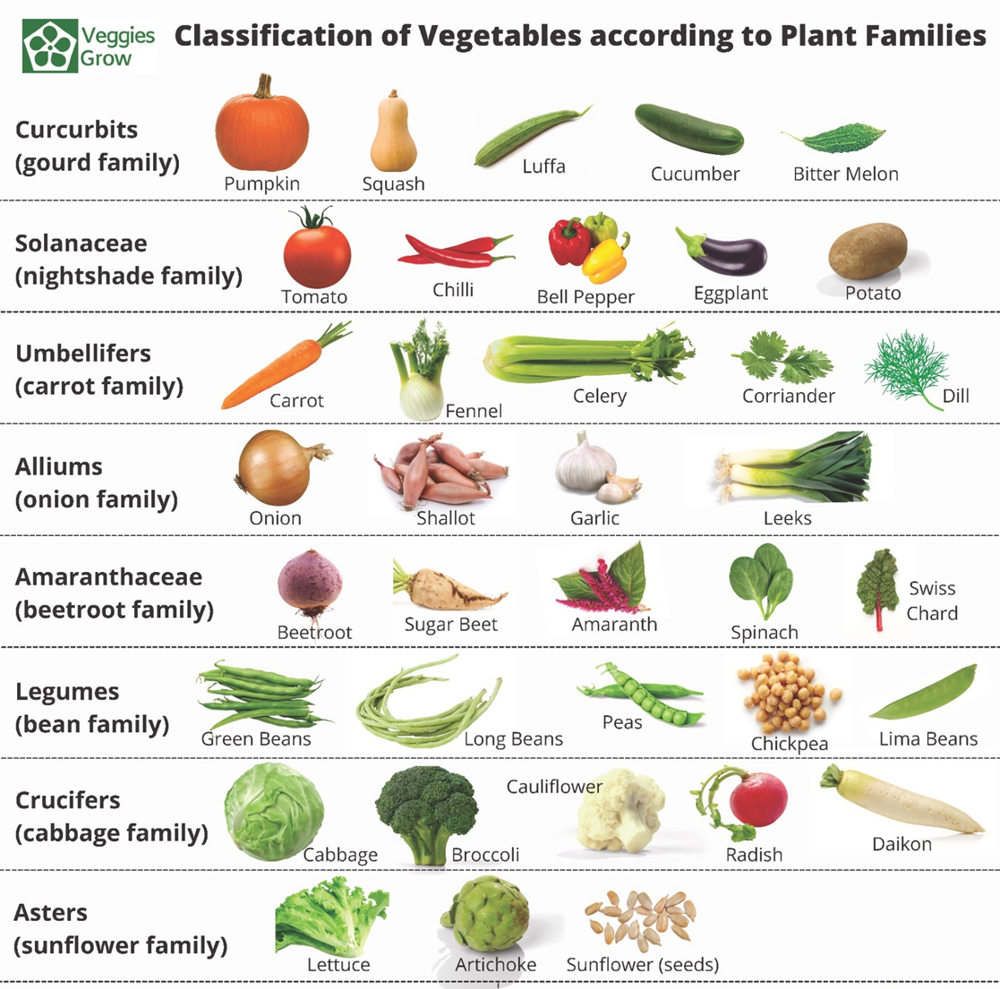 Veggies
Grow
Classification of Vegetables according to Plant Families
Curcurbits
(gourd family)
Pumpkin
Squash
Luffa
Cucumber
Bitter Melon
Solanaceae
(nightshade family)
Tomato
Chilli
Bell Pepper
Eggplant
Potato
Umbellifers
(carrot family)
Carrot
Fennel
Celery
Corriander
Dill
Alliums
(onion family)
Onion
Shallot
Garlic
Leeks
Amaranthaceae
(beetroot family)
Beetroot
Sugar Beet
Amaranth
Spinach
Swiss
Chard
Legumes
(bean family)
Green Beans
Long Beans
Peas
Chickpea
Lima Beans
Crucifers
(cabbage family)
Cabbage
Broccoli
Cauliflower
Radish
Daikon
Asters
(sunflower family)
Lettuce
Artichoke
Sunflower (seeds)